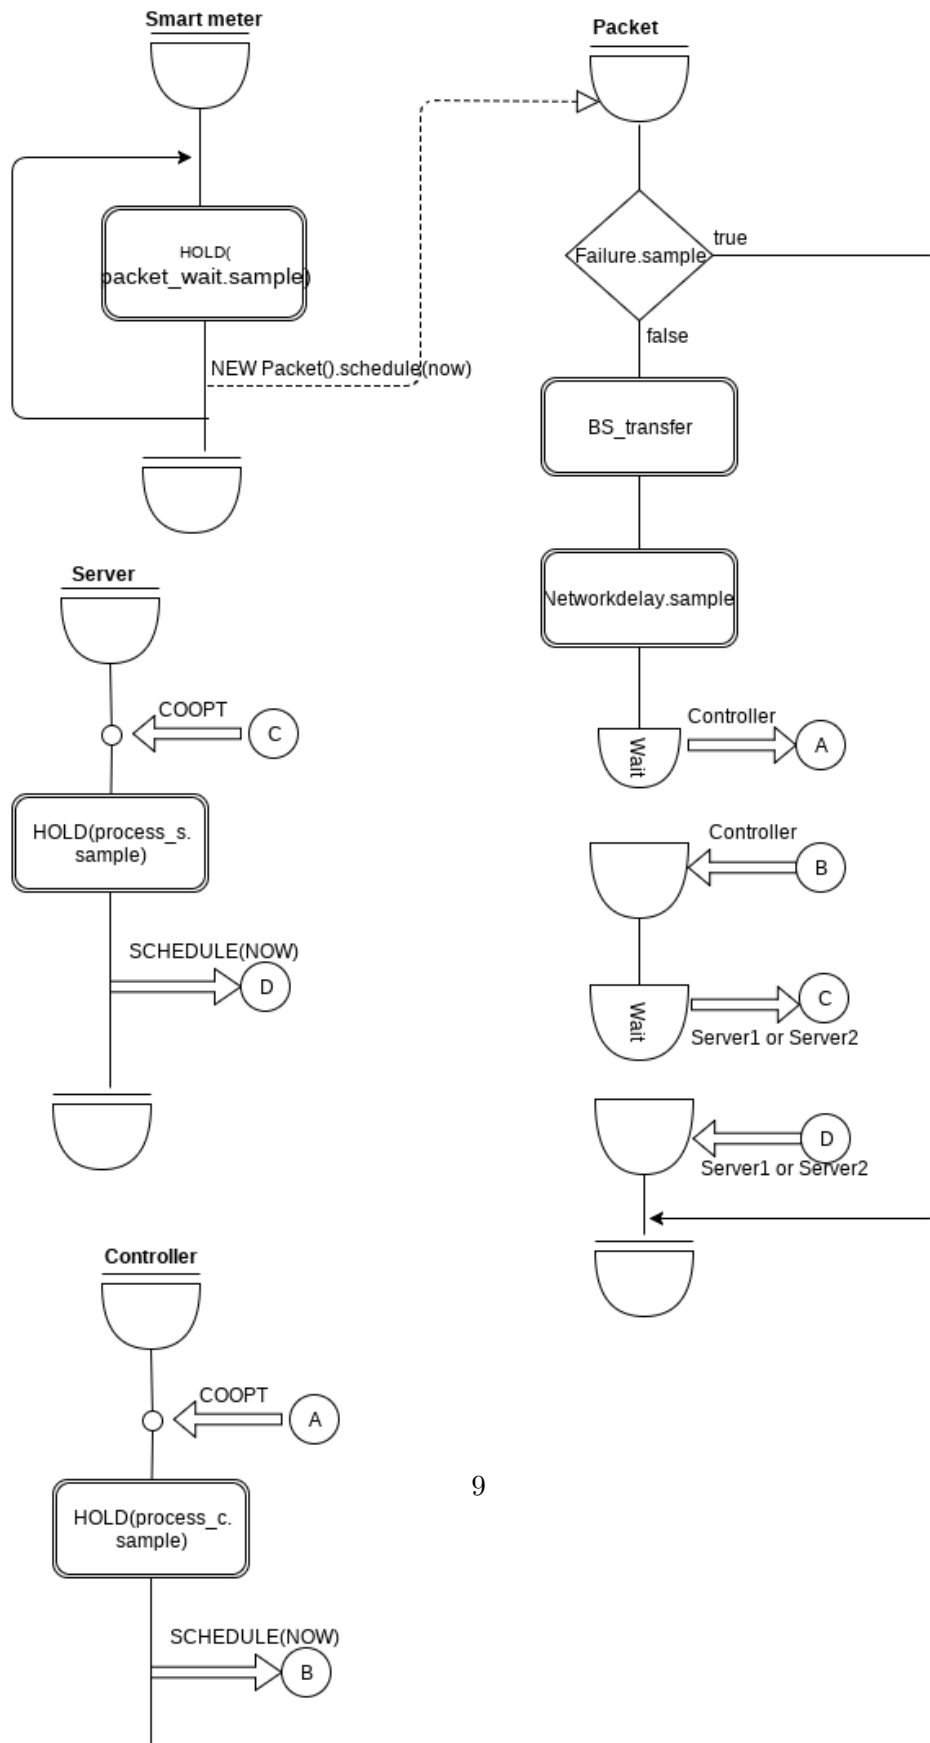 Smart meter
HOLD(
packet_wait.sample)
NEW Packet().schedule(now)
Packet
Failure.sample
true
false
BS_transfer
Networkdelay.sample
Wait
Controller
A
Controller
B
Wait
C
Server1 or Server2
D
Server1 or Server2
Server
COOPT
C
HOLD(process_s.
sample)
SCHEDULE(NOW)
D
Controller
COOPT
A
HOLD(process_c.
sample)
SCHEDULE(NOW)
B
9